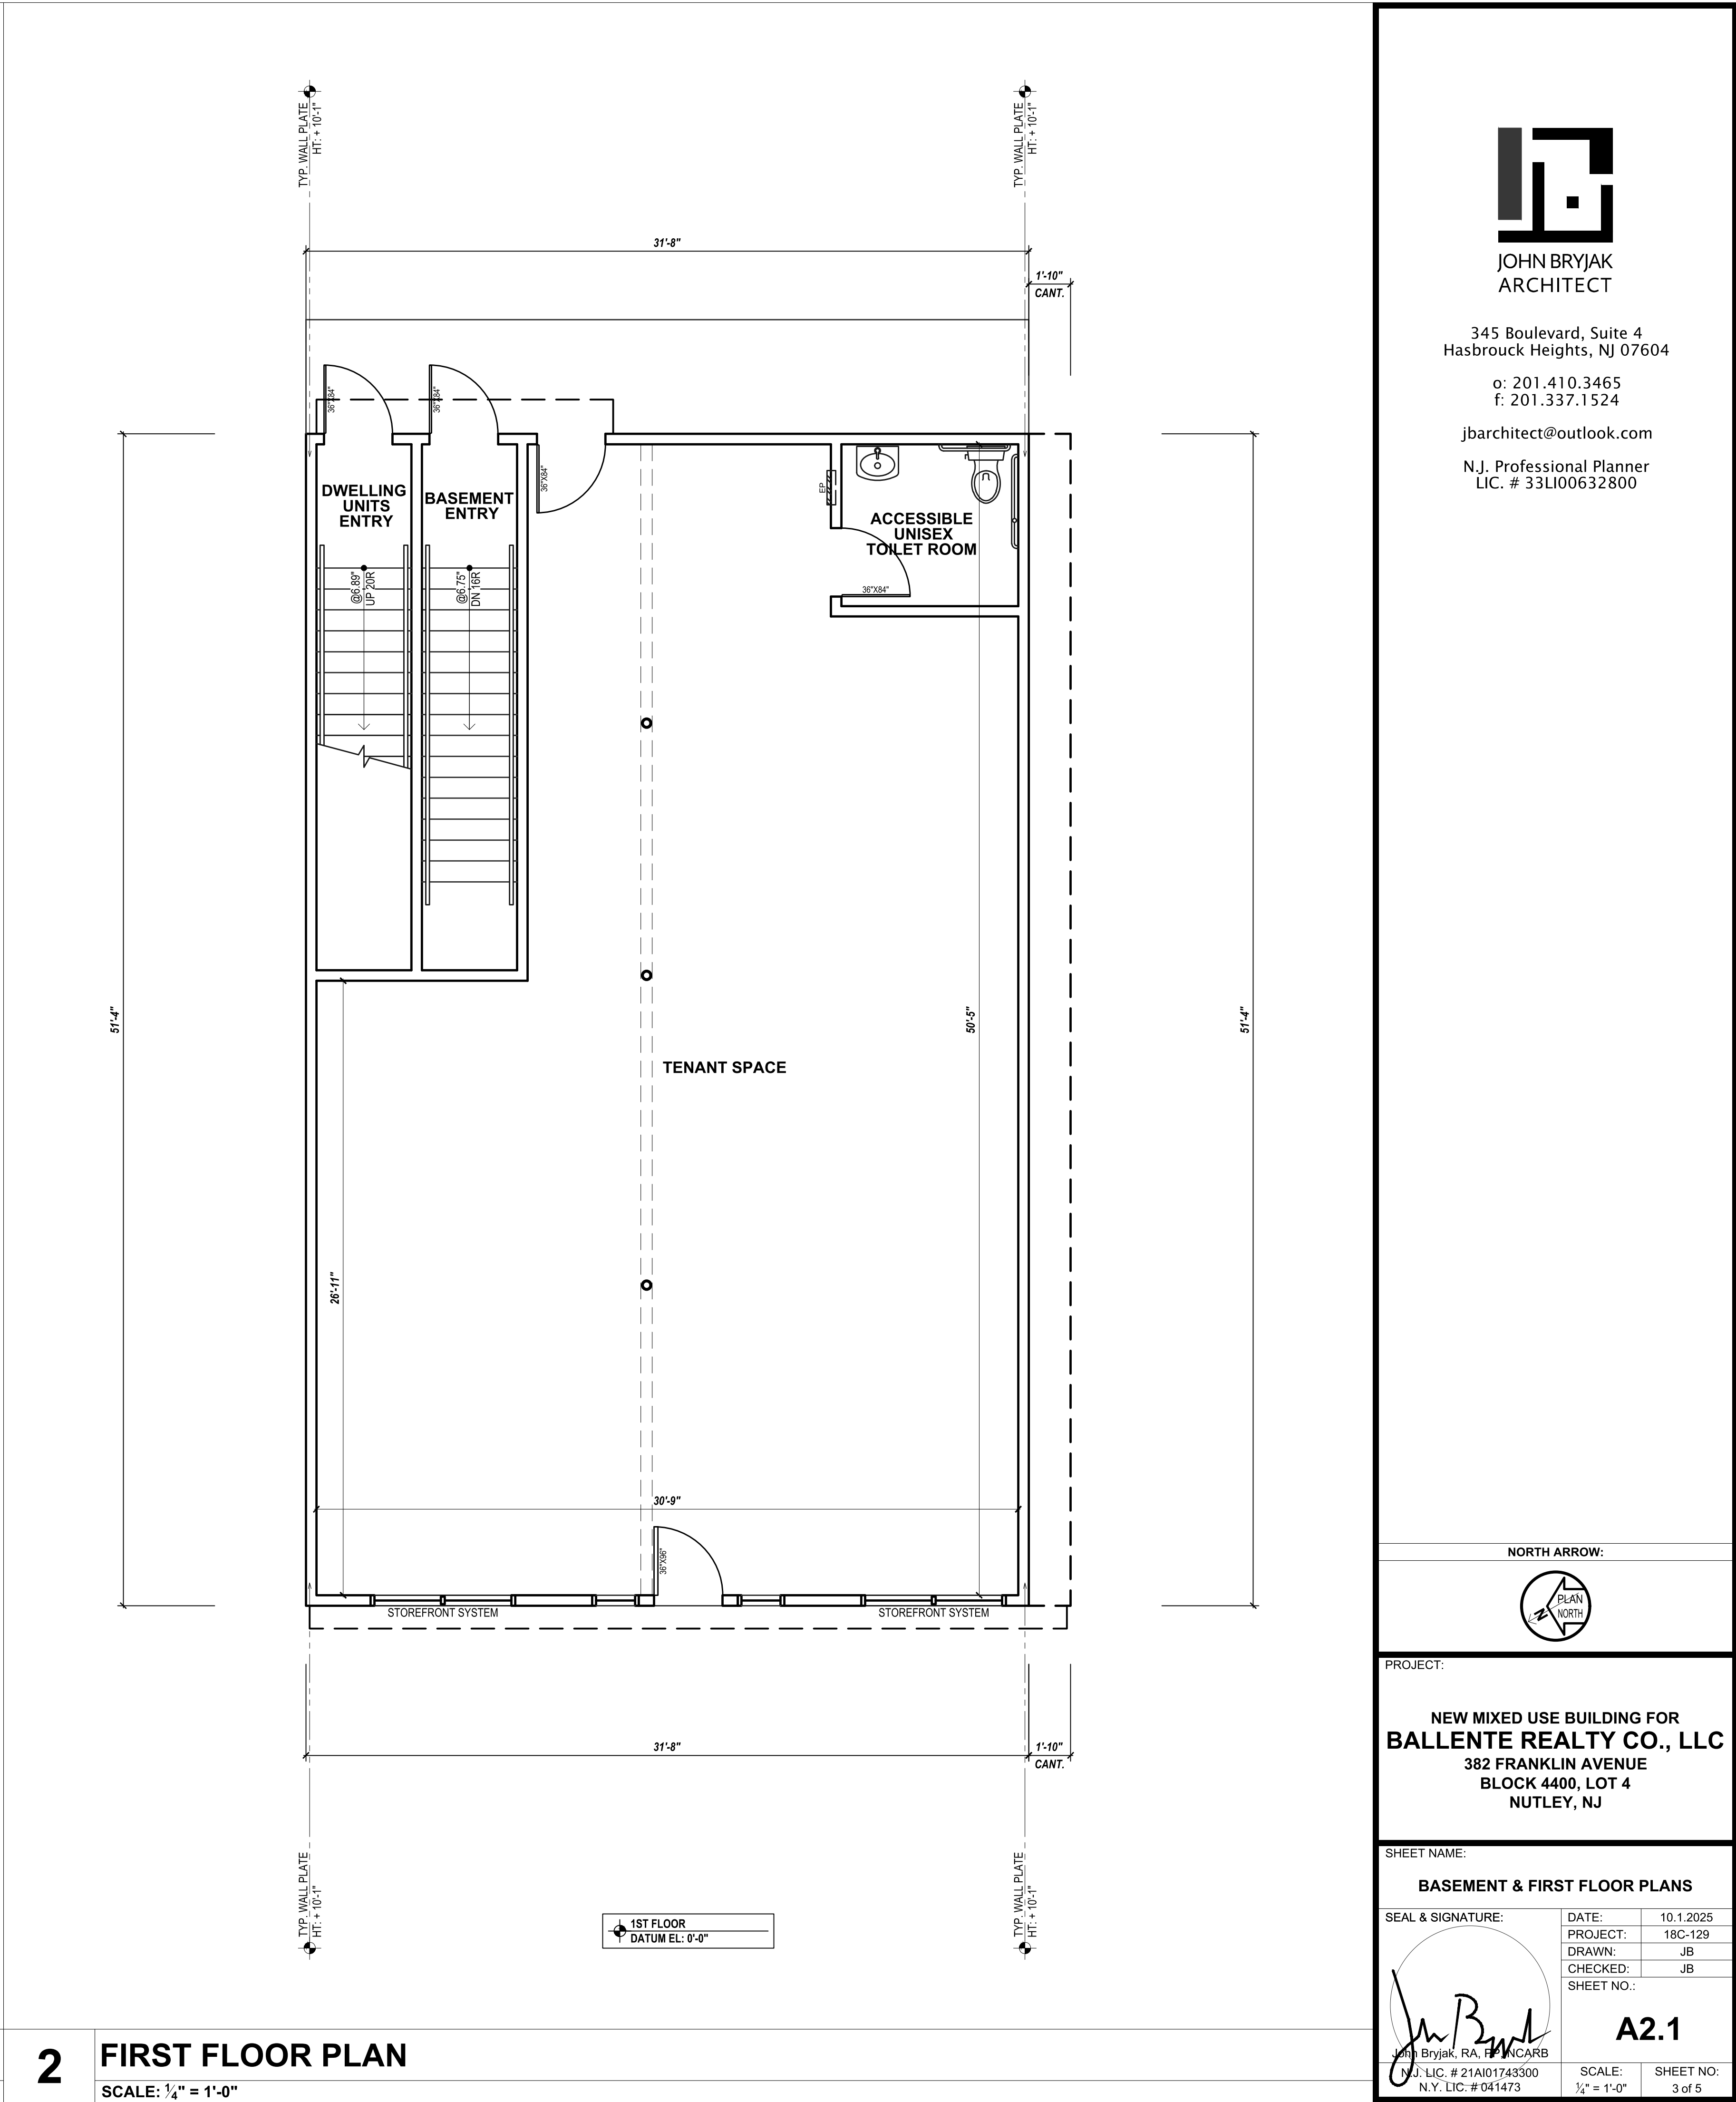 TYP. WALL PLATE
HT: + 10'-1"
TYP. WALL PLATE
HT: + 10'-1"
31'-8"
1'-10"
CANT.
36"X84"
36"X84"
36"X84"
DWELLING
UNITS
ENTRY
BASEMENT
ENTRY
EP
ACCESSIBLE
UNISEX
TOILET ROOM
36"X84"
@6.89"
UP 20R
@6.75"
DN 16R
51'-4"
50'-5"
51'-4"
TENANT SPACE
26'-11"
30'-9"
36"X96"
STOREFRONT SYSTEM
STOREFRONT SYSTEM
31'-8"
1'-10"
CANT.
TYP. WALL PLATE
HT: + 10'-1"
TYP. WALL PLATE
HT: + 10'-1"
1ST FLOOR
DATUM EL: 0'-0"
2
FIRST FLOOR PLAN
SCALE: 1⁄4" = 1'-0"
JOHN BRYJAK
ARCHITECT
345 Boulevard, Suite 4
Hasbrouck Heights, NJ 07604
o: 201.410.3465
f: 201.337.1524
jbarchitect@outlook.com
N.J. Professional Planner
LIC. # 33LI00632800
NORTH ARROW:
PLAN
NORTH
N
PROJECT:
NEW MIXED USE BUILDING FOR
BALLENTE REALTY CO., LLC
382 FRANKLIN AVENUE
BLOCK 4400, LOT 4
NUTLEY, NJ
SHEET NAME:
BASEMENT & FIRST FLOOR PLANS
SEAL & SIGNATURE:
John Bryjak, RA, PP, NCARB
N.J. LIC. # 21AI01743300
N.Y. LIC. # 041473
DATE: 10.1.2025
PROJECT: 18C-129
DRAWN: JB
CHECKED: JB
SHEET NO.:
A2.1
SCALE:
1⁄4" = 1'-0"
SHEET NO:
3 of 5